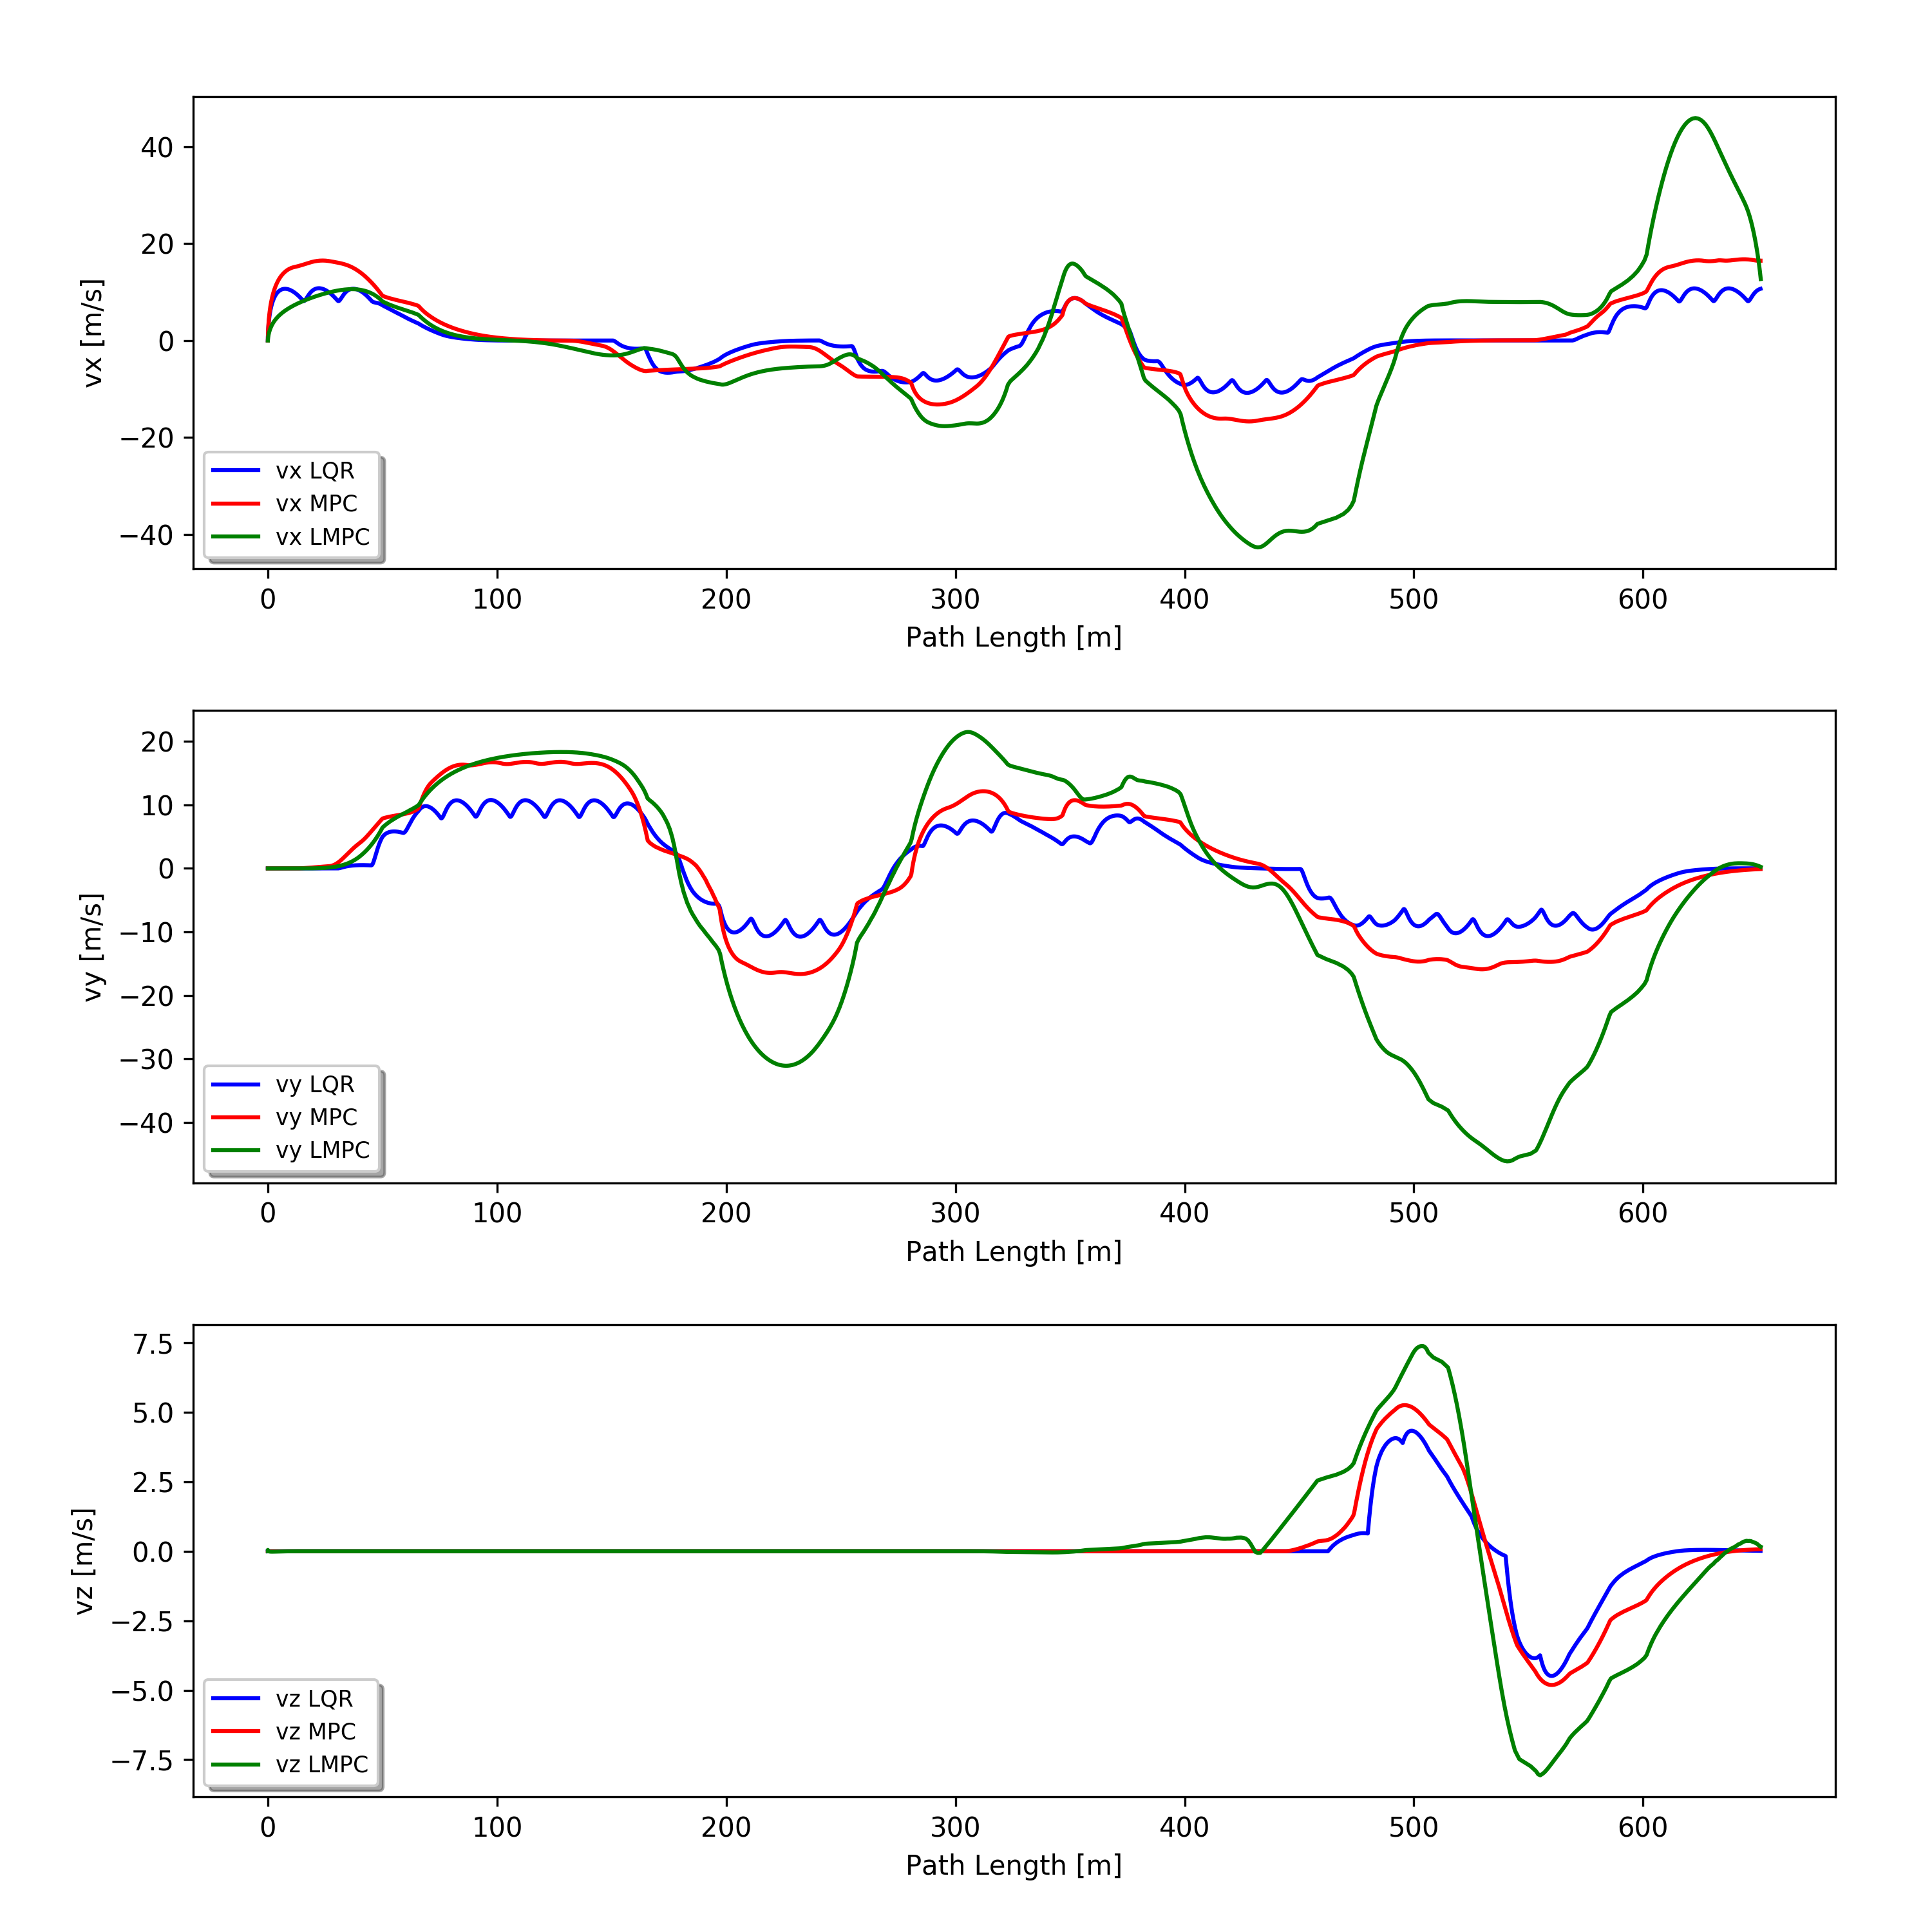 40
20
0
−20
−40
vx [m/s]
vx LQR
vx MPC
vx LMPC
0 100 200 300 400 500 600
Path Length [m]
20
10
0
−10
−20
−30
−40
vy [m/s]
vy LQR
vy MPC
vy LMPC
0 100 200 300 400 500 600
Path Length [m]
7.5
5.0
2.5
0.0
−2.5
−5.0
−7.5
vz [m/s]
vz LQR
vz MPC
vz LMPC
0 100 200 300 400 500 600
Path Length [m]